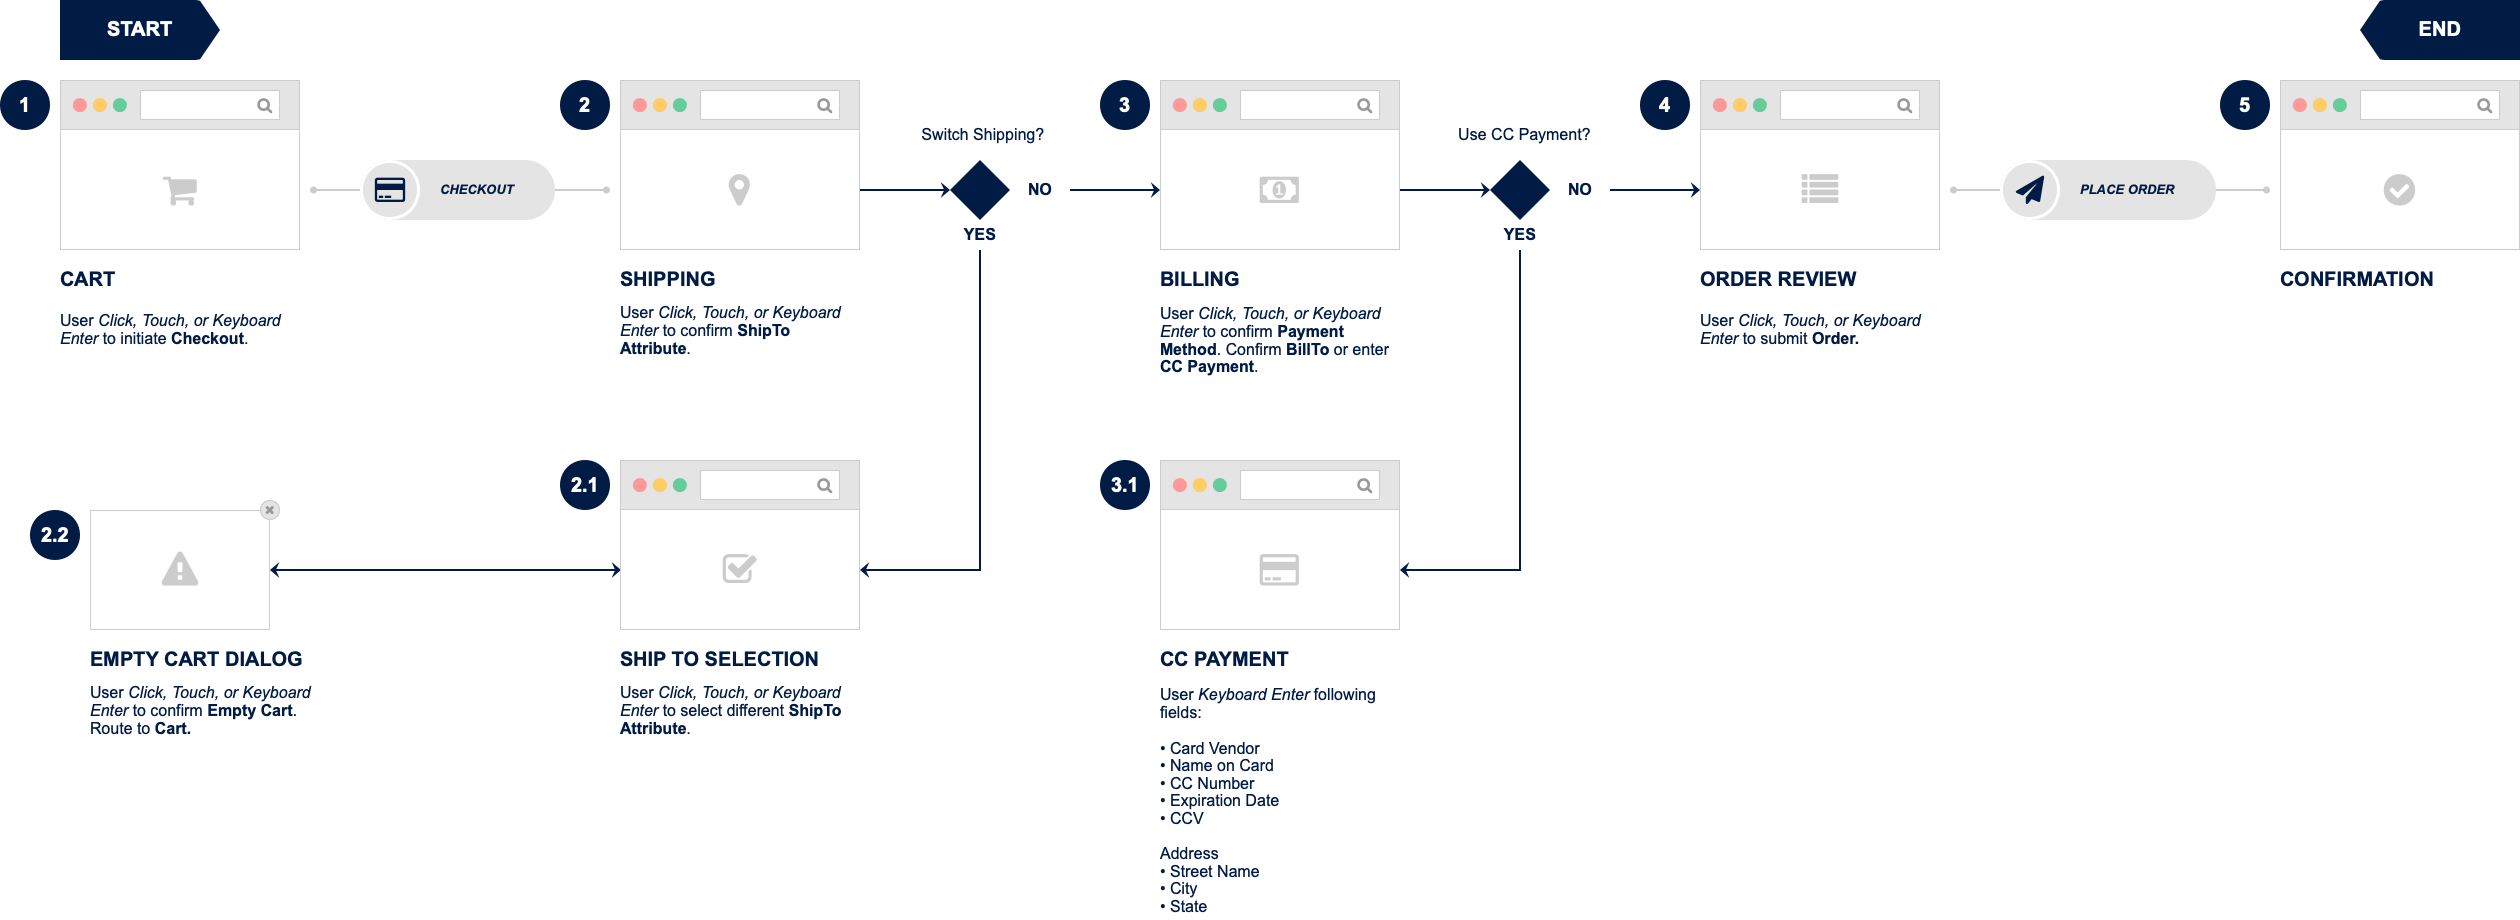 START
END
1
2
3
4
5
Switch Shipping?
Use CC Payment?
CHECKOUT
NO
NO
PLACE ORDER
YES
YES
CART
User Click, Touch, or Keyboard
Enter to initiate Checkout.
SHIPPING
User Click, Touch, or Keyboard
Enter to confirm ShipTo
Attribute.
BILLING
User Click, Touch, or Keyboard
Enter to confirm Payment
Method. Confirm BillTo or enter
CC Payment.
ORDER REVIEW
User Click, Touch, or Keyboard
Enter to submit Order.
CONFIRMATION
2.2
EMPTY CART DIALOG
User Click, Touch, or Keyboard
Enter to confirm Empty Cart.
Route to Cart.
2.1
SHIP TO SELECTION
User Click, Touch, or Keyboard
Enter to select different ShipTo
Attribute.
3.1
CC PAYMENT
User Keyboard Enter following
fields:
• Card Vendor
• Name on Card
• CC Number
• Expiration Date
• CCV
Address
• Street Name
• City
• State